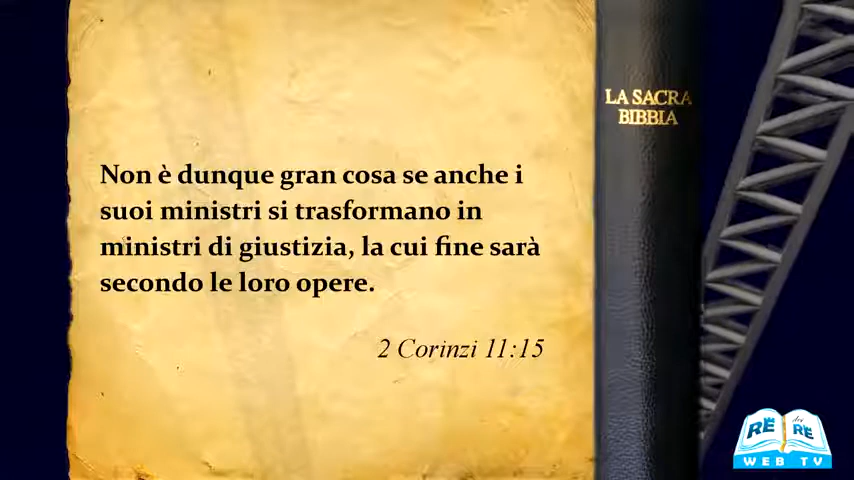 LA SACRA
BIBBIA
Non è dunque gran cosa se anche i
suoi ministri si trasformano in
ministri di giustizia, la cui fine sarà
secondo le loro opere.
2 Corinzi 11:15
RE dei RE
WEB TV